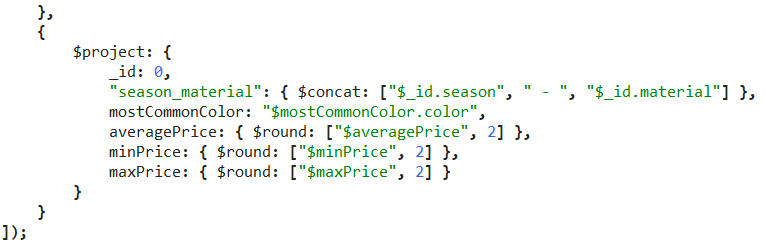 },
{
$project: {
_id: 0,
"season_material": { $concat: ["$_id.season", " - ", "$_id.material"] },
mostCommonColor: "$mostCommonColor.color",
averagePrice: { $round: ["$averagePrice", 2] },
minPrice: { $round: ["$minPrice", 2] },
maxPrice: { $round: ["$maxPrice", 2] }
}
}
]);